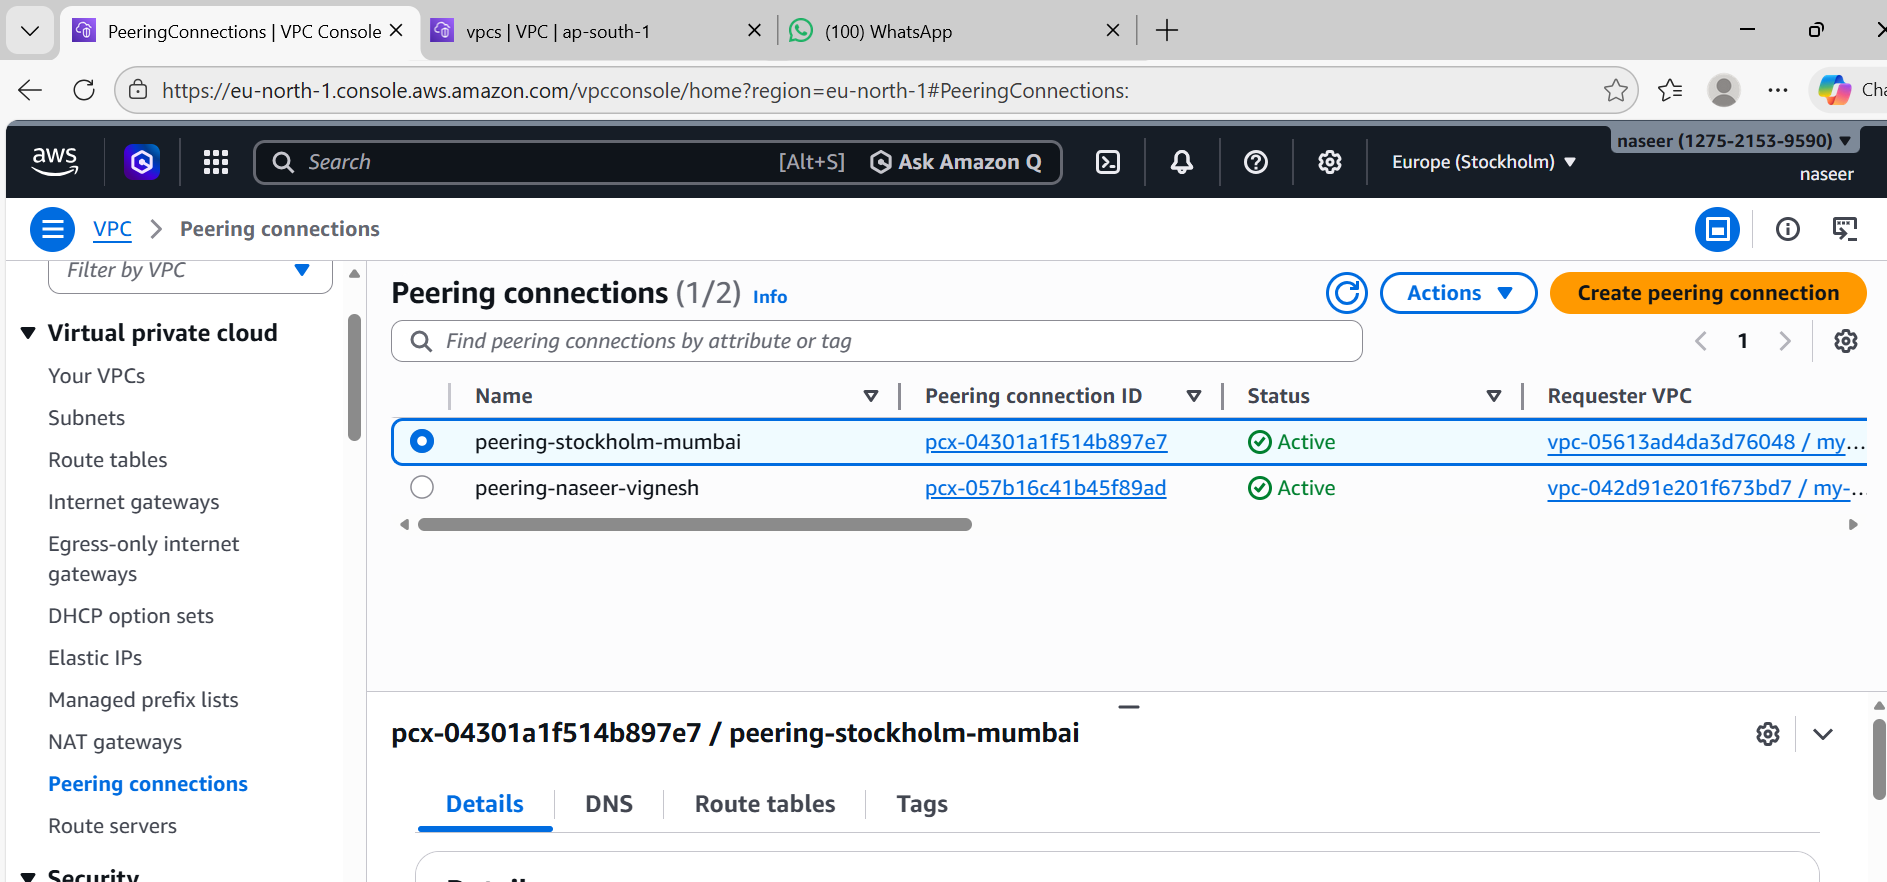 PeeringConnections | VPC Console
vpcs | VPC | ap-south-1
(100) WhatsApp
https://eu-north-1.console.aws.amazon.com/vpcconsole/home?region=eu-north-1#PeeringConnections:
Cha
aws
Search
[Alt+S]
Ask Amazon Q
Europe (Stockholm)
naseer (1275-2153-9590)
naseer
VPC
Peering connections
Filter by VPC
Virtual private cloud
Your VPCs
Subnets
Route tables
Internet gateways
Egress-only internet
gateways
DHCP option sets
Elastic IPs
Managed prefix lists
NAT gateways
Peering connections
Route servers
Security
Peering connections (1/2) Info
Actions
Create peering connection
Find peering connections by attribute or tag
1
Name Peering connection ID Status Requester VPC
peering-stockholm-mumbai pcx-04301a1f514b897e7 Active vpc-05613ad4da3d76048 / my...
peering-naseer-vignesh pcx-057b16c41b45f89ad Active vpc-042d91e201f673bd7 / my-...
pcx-04301a1f514b897e7 / peering-stockholm-mumbai
Details DNS Route tables Tags